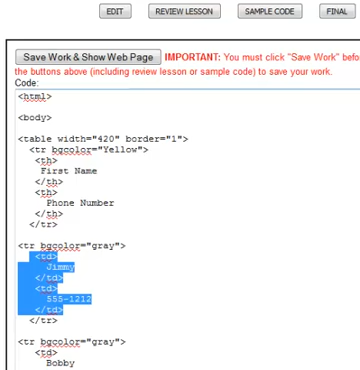 EDIT REVIEW LESSON SAMPLE CODE FINAL
Save Work & Show Web Page IMPORTANT: You must click "Save Work" befo
the buttons above (including review lesson or sample code) to save your work.
Code:
<html>
<body>
<table width="420" border="1">
<tr bgcolor="Yellow">
<th>
First Name
</th>
<th>
Phone Number
</th>
</tr>
<tr bgcolor="gray">
<td>
Jimmy
</td>
<td>
555-1212
</td>
</tr>
<tr bgcolor="gray">
<td>
Bobby